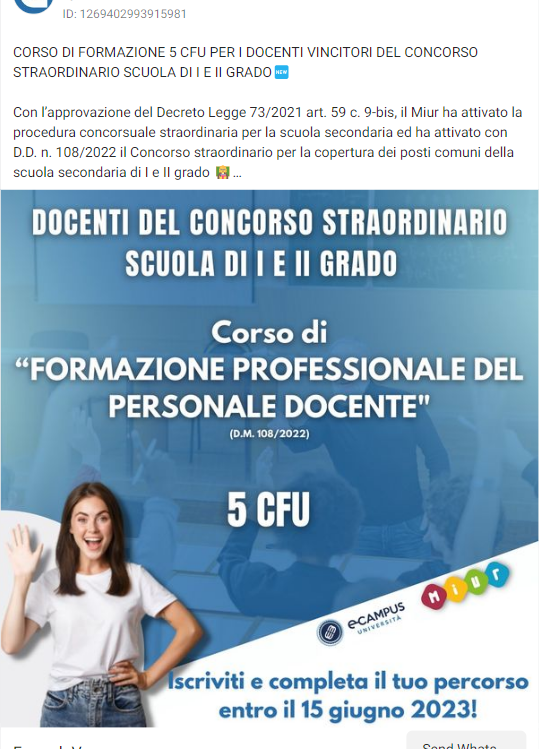 ID: 1269402993915981
CORSO DI FORMAZIONE 5 CFU PER I DOCENTI VINCITORI DEL CONCORSO
STRAORDINARIO SCUOLA DI I E II GRADO NEW
Con l’approvazione del Decreto Legge 73/2021 art. 59 c. 9-bis, il Miur ha attivato la
procedura concorsuale straordinaria per la scuola secondaria ed ha attivato con
D.D. n. 108/2022 il Concorso straordinario per la copertura dei posti comuni della
scuola secondaria di I e II grado ...
DOCENTI DEL CONCORSO STRAORDINARIO
SCUOLA DI I E II GRADO
Corso di
“FORMAZIONE PROFESSIONALE DEL
PERSONALE DOCENTE"
(D.M. 108/2022)
5 CFU
e-CAMPUS
UNIVERSITÀ
MIUR
Iscriviti e completa il tuo percorso
entro il 15 giugno 2023!
Send Whats